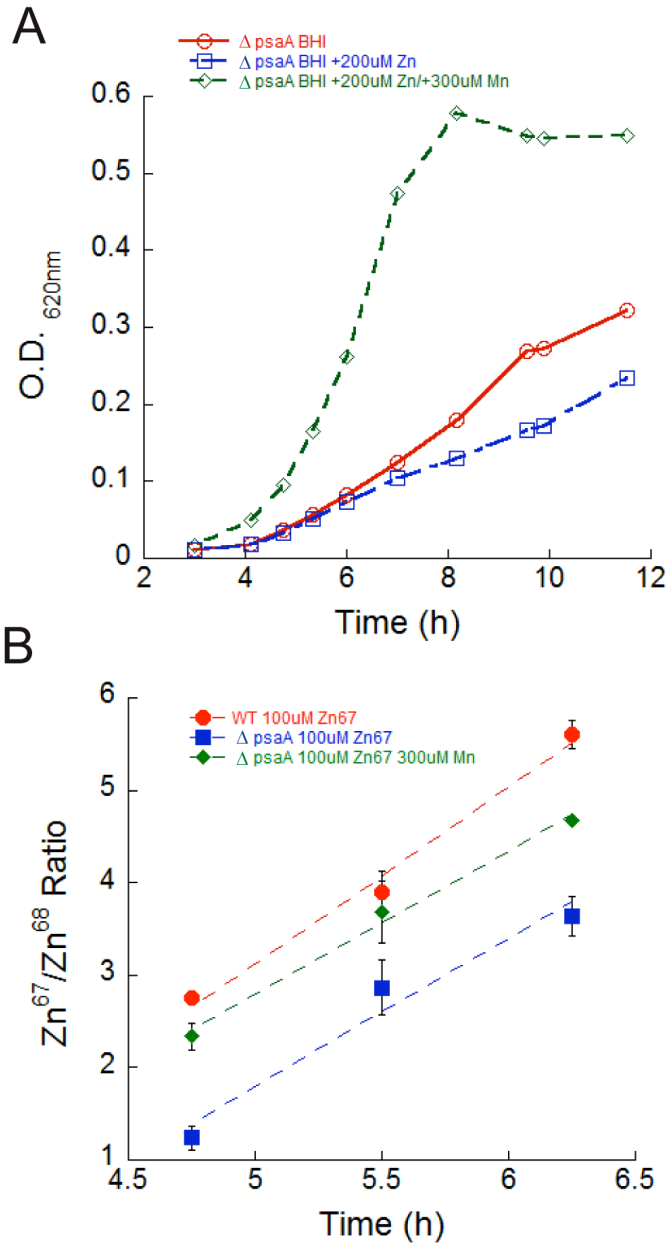 A
Δ psaA BHI
Δ psaA BHI +200uM Zn
Δ psaA BHI +200uM Zn/+300uM Mn
0.6
0.5
0.4
0.3
0.2
0.1
0
O.D. 620nm
2 4 6 8 10 12
Time (h)
B
WT 100uM Zn67
Δ psaA 100uM Zn67
Δ psaA 100uM Zn67 300uM Mn
6
5
4
3
2
1
Zn67/Zn68 Ratio
4.5 5 5.5 6 6.5
Time (h)